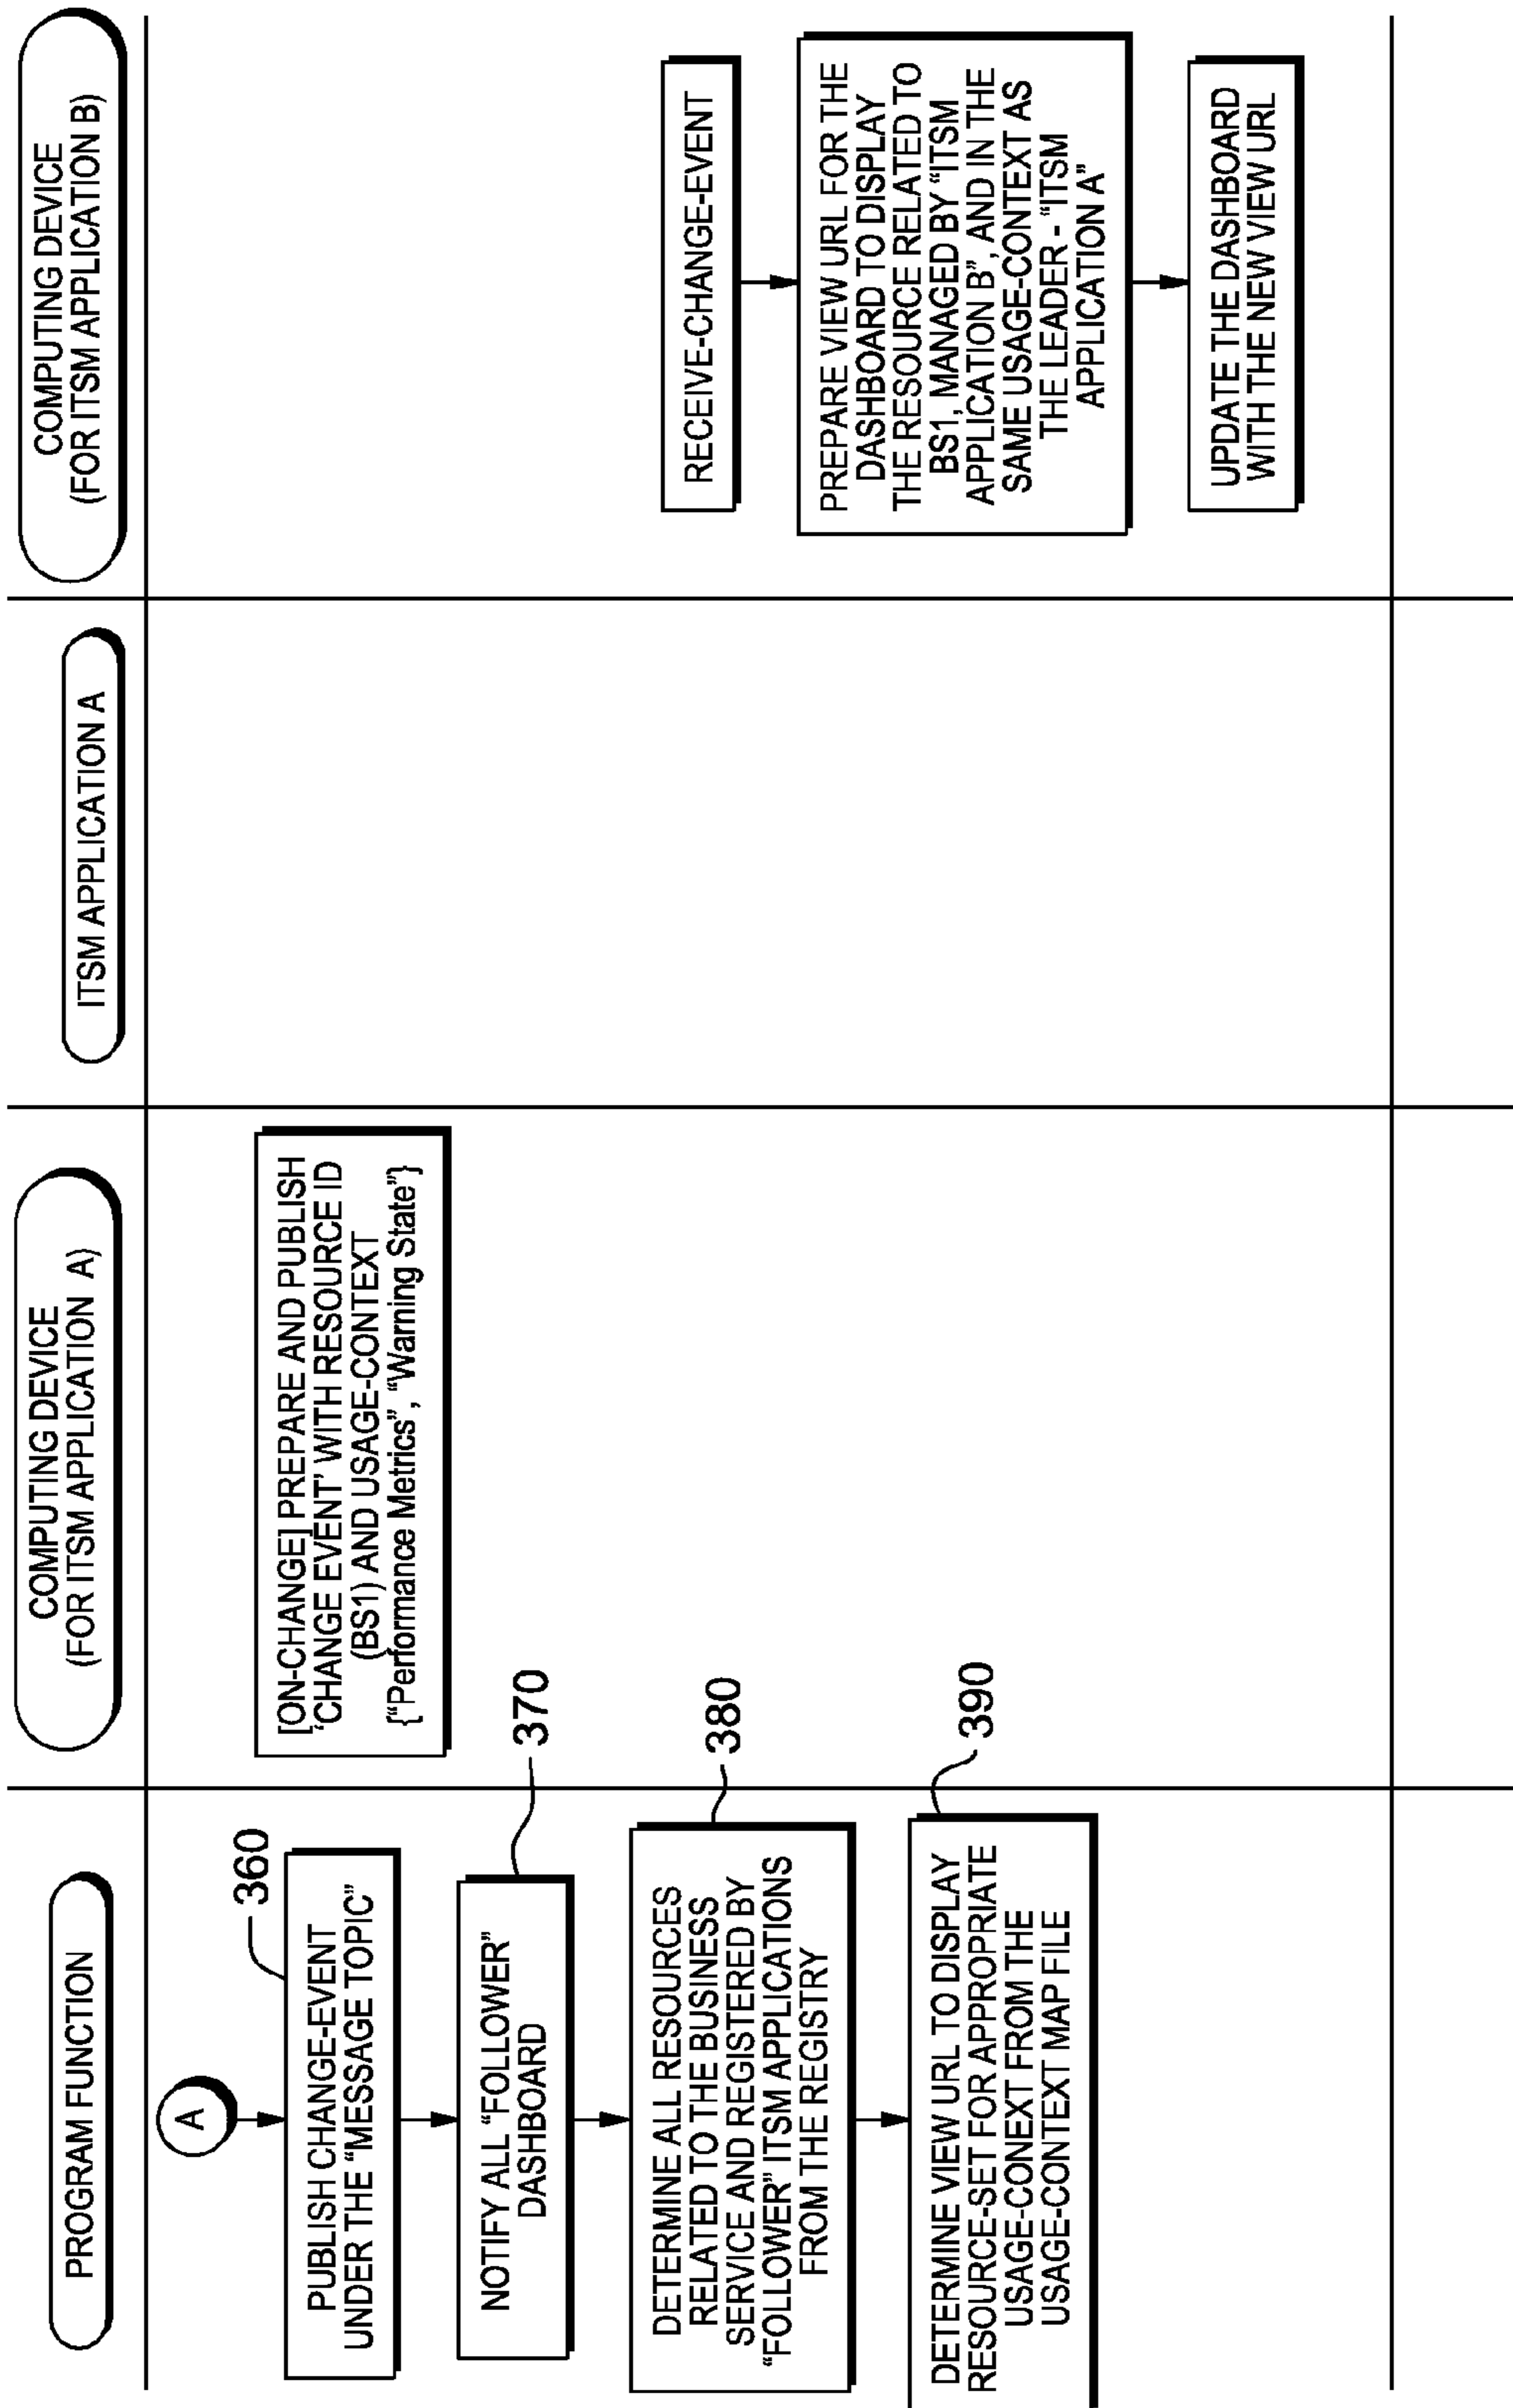 PROGRAM FUNCTION
COMPUTING DEVICE
(FOR ITSM APPLICATION A)
ITSM APPLICATION A
COMPUTING DEVICE
(FOR ITSM APPLICATION B)
A
360
PUBLISH CHANGE-EVENT
UNDER THE “MESSAGE TOPIC”
370
NOTIFY ALL “FOLLOWER”
DASHBOARD
380
DETERMINE ALL RESOURCES
RELATED TO THE BUSINESS
SERVICE AND REGISTERED BY
“FOLLOWER” ITSM APPLICATIONS
FROM THE REGISTRY
390
DETERMINE VIEW URL TO DISPLAY
RESOURCE-SET FOR APPROPRIATE
USAGE-CONEXT FROM THE
USAGE-CONTEXT MAP FILE
[ON-CHANGE] PREPARE AND PUBLISH
‘CHANGE EVENT’ WITH RESOURCE ID
(BS1) AND USAGE-CONTEXT
{“Performance Metrics”, “Warning State”}
RECEIVE-CHANGE-EVENT
PREPARE VIEW URL FOR THE
DASHBOARD TO DISPLAY
THE RESOURCE RELATED TO
BS1, MANAGED BY “ITSM
APPLICATION B”, AND IN THE
SAME USAGE-CONTEXT AS
THE LEADER - “ITSM
APPLICATION A”
UPDATE THE DASHBOARD
WITH THE NEW VIEW URL